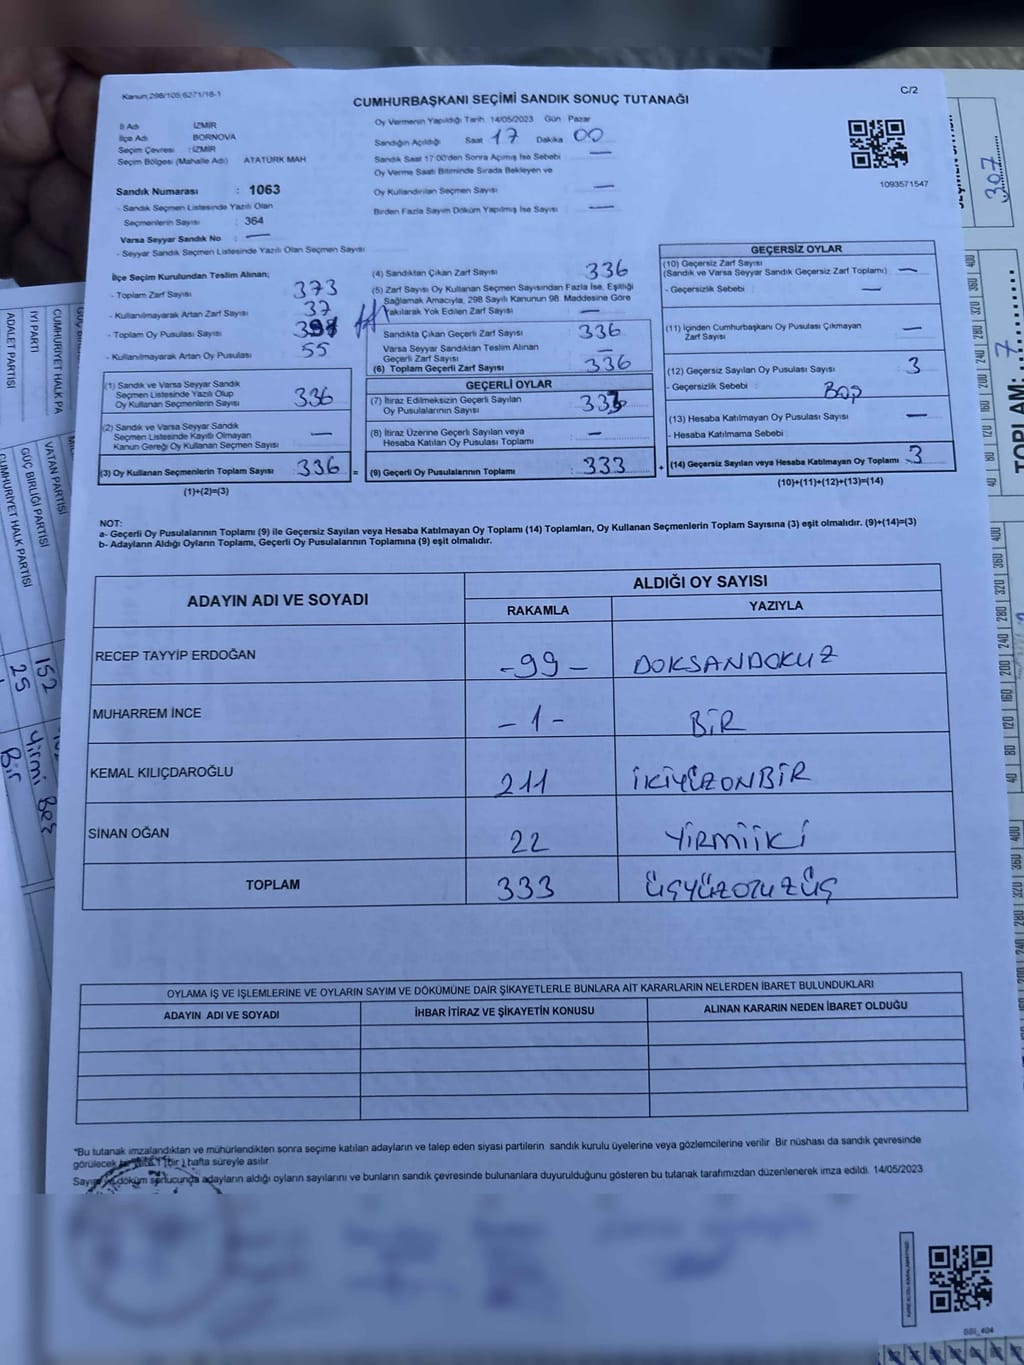 Kanun 298/105 6271/18-1
C/2
CUMHURBAŞKANI SEÇİMİ SANDIK SONUÇ TUTANAĞI
İl Adı İZMİR
İlçe Adı BORNOVA
Seçim Çevresi : İZMİR
Seçim Bölgesi (Mahalle Adı) ATATÜRK MAH
Sandık Numarası : 1063
- Sandık Seçmen Listesinde Yazılı Olan
Seçmenlerin Sayısı : 364
Varsa Seyyar Sandık No : —
- Seyyar Sandık Seçmen Listesinde Yazılı Olan Seçmen Sayısı
Oy Vermenin Yapıldığı Tarih 14/05/2023 Gün Pazar
Sandığın Açıldığı Saat 17 Dakika 00
Sandık Saat 17:00'den Sonra Açımış İse Sebebi —
Oy Verme Saati Bitiminde Sırada Bekleyen ve
Oy Kullandırılan Seçmen Sayısı —
Birden Fazla Sayım Döküm Yapılmış İse Sayısı —
1093571547
İlçe Seçim Kurulundan Teslim Alınan;
- Toplam Zarf Sayısı 373
- Kullanılmayarak Artan Zarf Sayısı 37
- Toplam Oy Pusulası Sayısı
- Kullanılmayarak Artan Oy Pusulası 55
(1) Sandık ve Varsa Seyyar Sandık
Seçmen Listesinde Yazılı Olup
Oy Kullanan Seçmenlerin Sayısı 336
(2) Sandık ve Varsa Seyyar Sandık
Seçmen Listesinde Kayıtlı Olmayan
Kanun Gereği Oy Kullanan Seçmen Sayısı —
(3) Oy Kullanan Seçmenlerin Toplam Sayısı 336 =
(1)+(2)=(3)
(4) Sandıktan Çıkan Zarf Sayısı 336
(5) Zarf Sayısı Oy Kullanan Seçmen Sayısından Fazla İse, Eşitliği
Sağlamak Amacıyla, 298 Sayılı Kanunun 98. Maddesine Göre
Yakılarak Yok Edilen Zarf Sayısı —
Sandıkta Çıkan Geçerli Zarf Sayısı 336
Varsa Seyyar Sandıktan Teslim Alınan
Geçerli Zarf Sayısı —
(6) Toplam Geçerli Zarf Sayısı 336
GEÇERLİ OYLAR
(7) İtiraz Edilmeksizin Geçerli Sayılan
Oy Pusulalarının Sayısı 333
(8) İtiraz Üzerine Geçerli Sayılan veya
Hesaba Katılan Oy Pusulası Toplamı —
(9) Geçerli Oy Pusulalarının Toplamı : 333 +
GEÇERSİZ OYLAR
(10) Geçersiz Zarf Sayısı
(Sandık ve Varsa Seyyar Sandık Geçersiz Zarf Toplamı) —
- Geçersizlik Sebebi : —
(11) İçinden Cumhurbaşkanı Oy Pusulası Çıkmayan
Zarf Sayısı —
(12) Geçersiz Sayılan Oy Pusulası Sayısı 3
- Geçersizlik Sebebi : Boş
(13) Hesaba Katılmayan Oy Pusulası Sayısı —
- Hesaba Katılmama Sebebi
(14) Geçersiz Sayılan veya Hesaba Katılmayan Oy Toplamı 3
(10)+(11)+(12)+(13)=(14)
NOT:
a- Geçerli Oy Pusulalarının Toplamı (9) ile Geçersiz Sayılan veya Hesaba Katılmayan Oy Toplamı (14) Toplamları, Oy Kullanan Seçmenlerin Toplam Sayısına (3) eşit olmalıdır. (9)+(14)=(3)
b- Adayların Aldığı Oyların Toplamı, Geçerli Oy Pusulalarının Toplamına (9) eşit olmalıdır.
ADAYIN ADI VE SOYADI
ALDIĞI OY SAYISI
RAKAMLA YAZIYLA
RECEP TAYYİP ERDOĞAN -99- DOKSANDOKUZ
MUHARREM İNCE -1- BİR
KEMAL KILIÇDAROĞLU 211 İKİYÜZONBİR
SİNAN OĞAN 22 YİRMİİKİ
TOPLAM 333 ÜÇYÜZOTUZÜÇ
OYLAMA İŞ VE İŞLEMLERİNE VE OYLARIN SAYIM VE DÖKÜMÜNE DAİR ŞİKAYETLERLE BUNLARA AİT KARARLARIN NELERDEN İBARET BULUNDUKLARI
ADAYIN ADI VE SOYADI İHBAR İTİRAZ VE ŞİKAYETİN KONUSU ALINAN KARARIN NEDEN İBARET OLDUĞU
*Bu tutanak imzalandıktan ve mühürlendikten sonra seçime katılan adayların ve talep eden siyasi partilerin sandık kurulu üyelerine veya gözlemcilerine verilir. Bir nüshası da sandık çevresinde
görülecek bir yere 1 (bir) hafta süreyle asılır.
Sayım ve döküm sonucunda adayların aldığı oyların sayılarını ve bunların sandık çevresinde bulunanlara duyurulduğunu gösteren bu tutanak tarafımızdan düzenlenerek imza edildi. 14/05/2023
ADALET PARTİSİ
İYİ PARTİ
CUMHURİYET HALK PA
VATAN PARTİSİ
GÜÇ BİRLİĞİ PARTİSİ
CUMHURİYET HALK PARTİSİ
152
25
Yirmi Beş
Bir
307
TOPLAM: 7